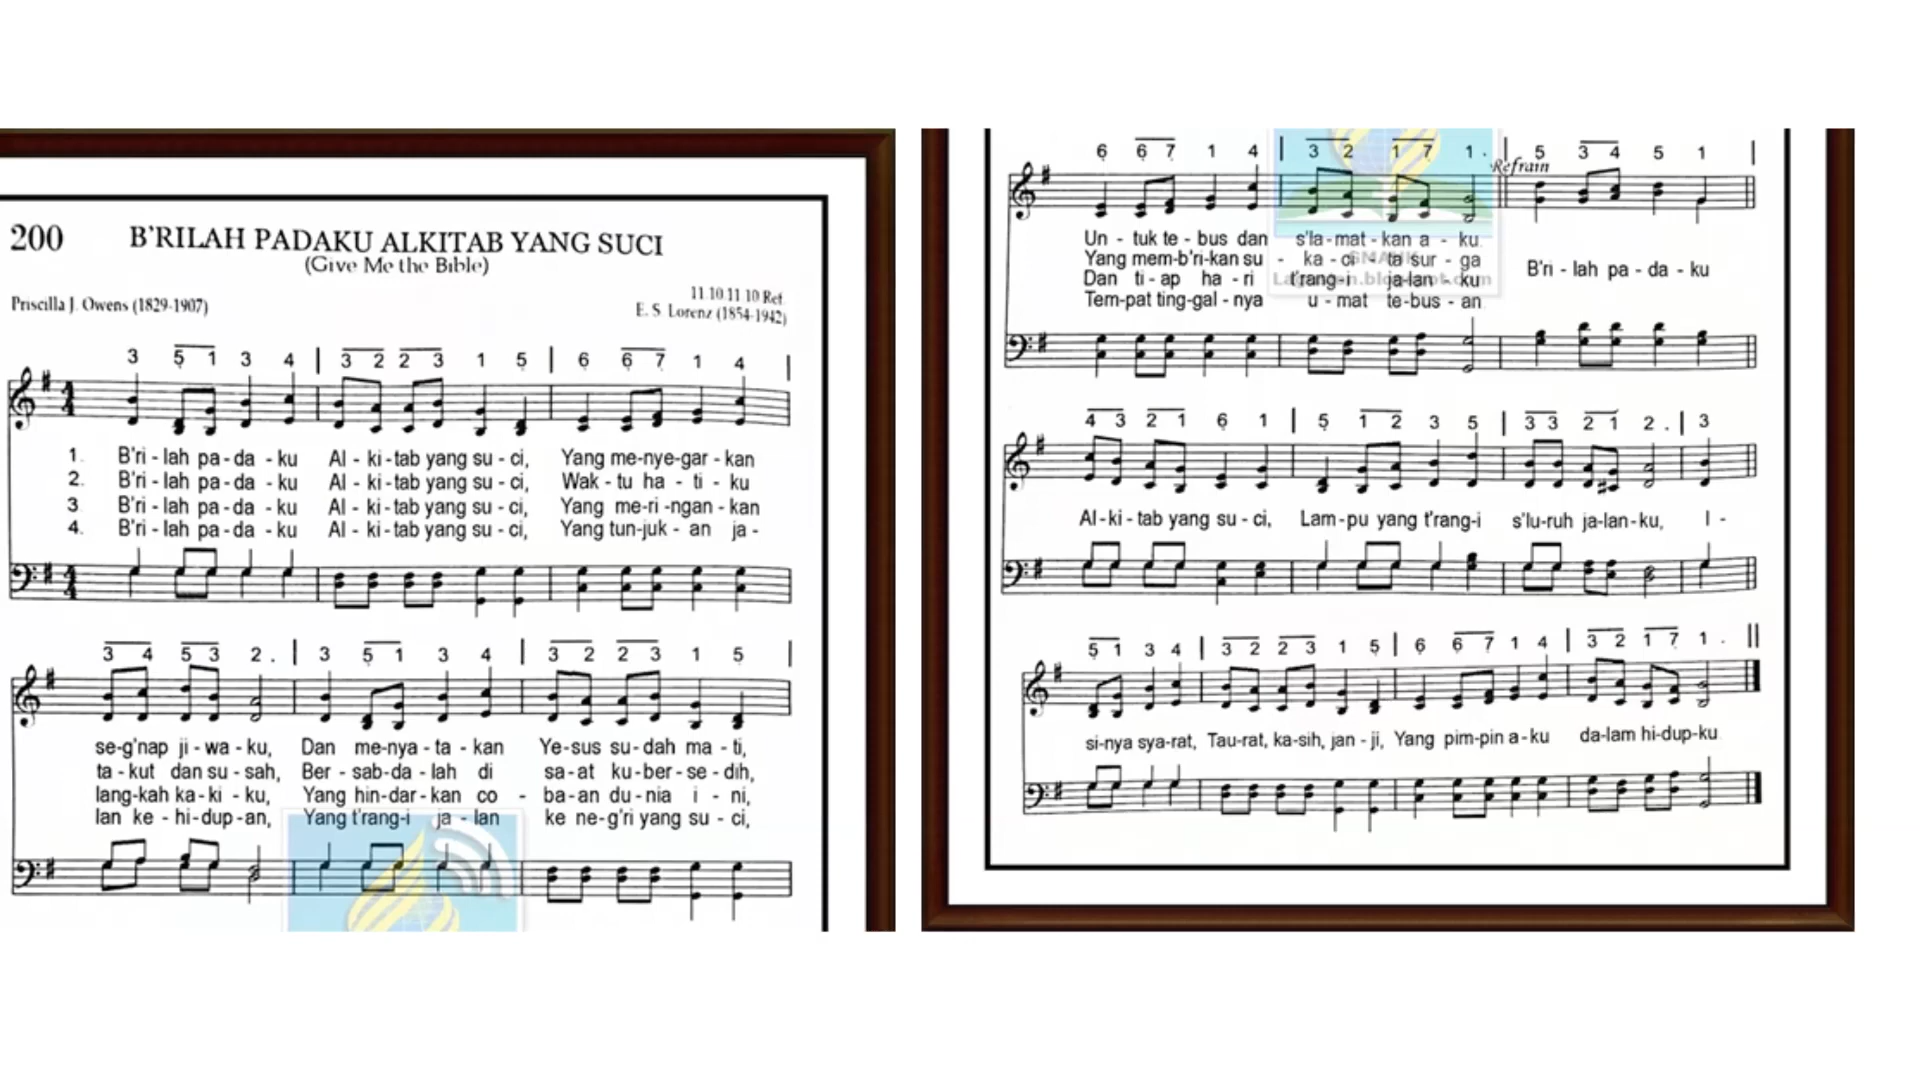 200 B'RILAH PADAKU ALKITAB YANG SUCI
(Give Me the Bible)
11 10.11 10 Ref.
Priscilla J. Owens (1829-1907) E. S. Lorenz (1854-1942)
3 5 1 3 4 | 3 2 2 3 1 5 | 6 6 7 1 4 |
1. B'ri - lah pa - da - ku Al - ki - tab yang su - ci, Yang me-nye-gar - kan
2. B'ri - lah pa - da - ku Al - ki - tab yang su - ci, Wak - tu ha - ti - ku
3. B'ri - lah pa - da - ku Al - ki - tab yang su - ci, Yang me-ri-ngan - kan
4. B'ri - lah pa - da - ku Al - ki - tab yang su - ci, Yang tun-juk - an ja -
3 4 5 3 2 . | 3 5 1 3 4 | 3 2 2 3 1 5 |
se-g'nap ji - wa - ku, Dan me-nya - ta - kan Ye-sus su-dah ma - ti,
ta - kut dan su - sah, Ber - sab-da - lah di sa-at ku-ber-se-dih,
lang-kah ka - ki - ku, Yang hin-dar-kan co - ba-an du-nia i - ni,
lan ke - hi-dup-an, Yang t'rang-i ja - lan ke ne-g'ri yang su - ci,
6 6 7 1 4 | 3 2 1 7 1 . | 5 3 4 5 1 |
Refrain
Un - tuk te - bus dan s'la-mat-kan a - ku.
Yang mem-b'ri-kan su - ka - ci - ta sur - ga
Dan ti - ap ha - ri t'rang-i ja-lan - ku
Tem-pat ting-gal - nya u - mat te-bus - an
B'ri - lah pa - da - ku
4 3 2 1 6 1 | 5 1 2 3 5 | 3 3 2 1 2 . | 3
Al-ki - tab yang su - ci, Lam-pu yang t'rang-i s'lu-ruh ja-lan-ku, I -
5 1 3 4 | 3 2 2 3 1 5 | 6 6 7 1 4 | 3 2 1 7 1 . ||
si-nya sya-rat, Tau-rat, ka-sih, jan - ji, Yang pim-pin a-ku da-lam hi-dup-ku